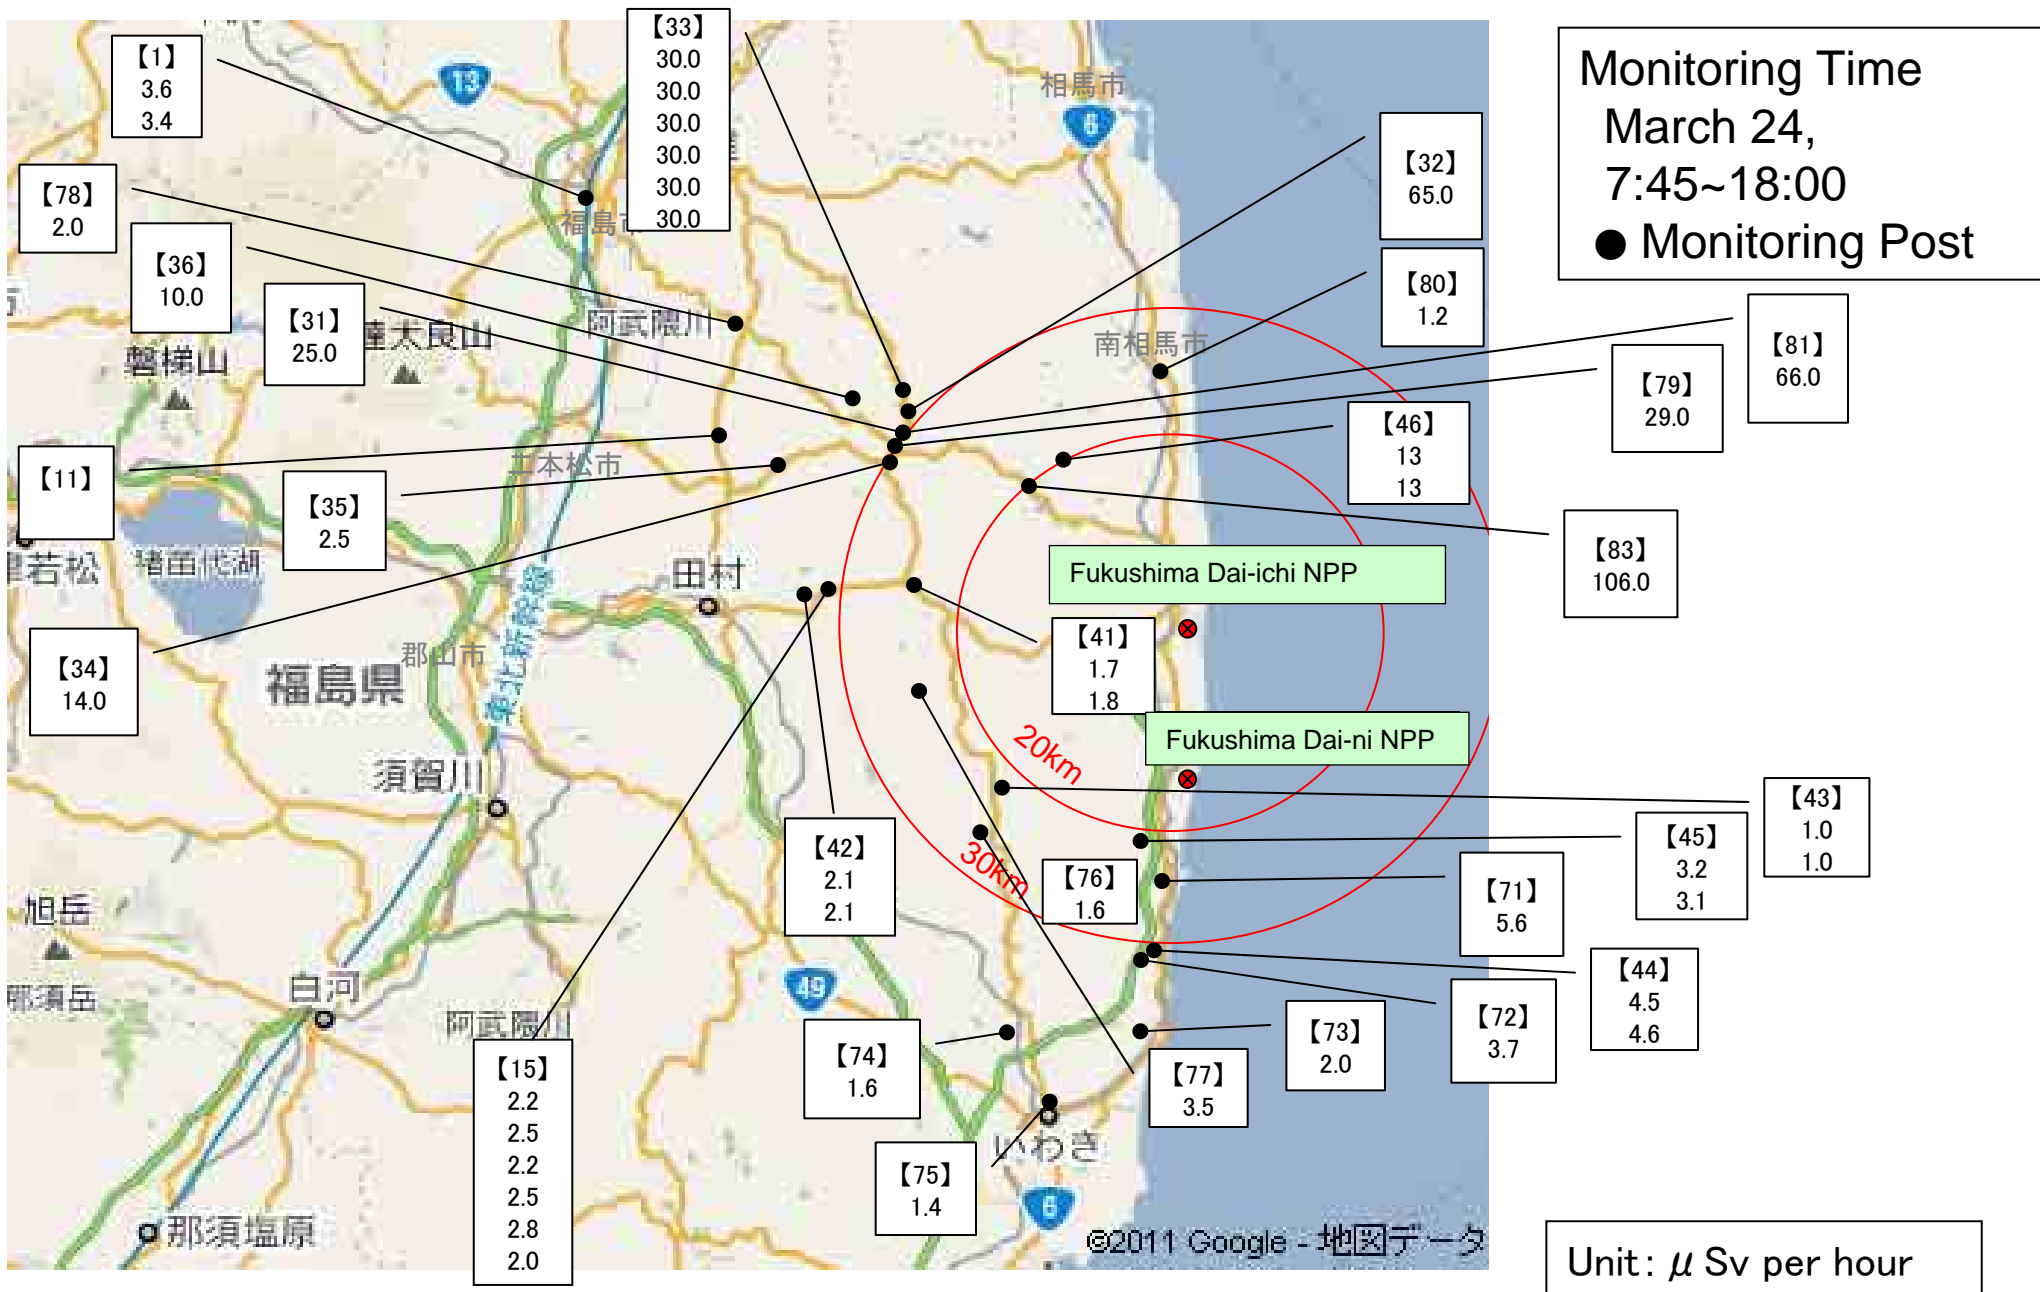 【1】
3.6
3.4
【33】
30.0
30.0
30.0
30.0
30.0
30.0
Monitoring Time
March 24,
7:45~18:00
● Monitoring Post
13
相馬市
6
【32】
65.0
【78】
2.0
福島市
【36】
10.0
【80】
1.2
【31】
25.0
阿武隈川
達太良山
南相馬市
【81】
66.0
磐梯山
【79】
29.0
【46】
13
13
【11】
二本松市
【35】
2.5
【83】
106.0
若松
猪苗代湖
田村
Fukushima Dai-ichi NPP
東北新幹線
【34】
14.0
郡山市
福島県
【41】
1.7
1.8
Fukushima Dai-ni NPP
20km
須賀川
【43】
1.0
1.0
【42】
2.1
2.1
30km
【76】
1.6
【45】
3.2
3.1
【71】
5.6
旭岳
那須岳
白河
49
阿武隈川
【44】
4.5
4.6
【72】
3.7
【73】
2.0
【74】
1.6
【77】
3.5
【15】
2.2
2.5
2.2
2.5
2.8
2.0
いわき
【75】
1.4
6
那須塩原
©2011 Google - 地図データ
Unit: μ Sv per hour